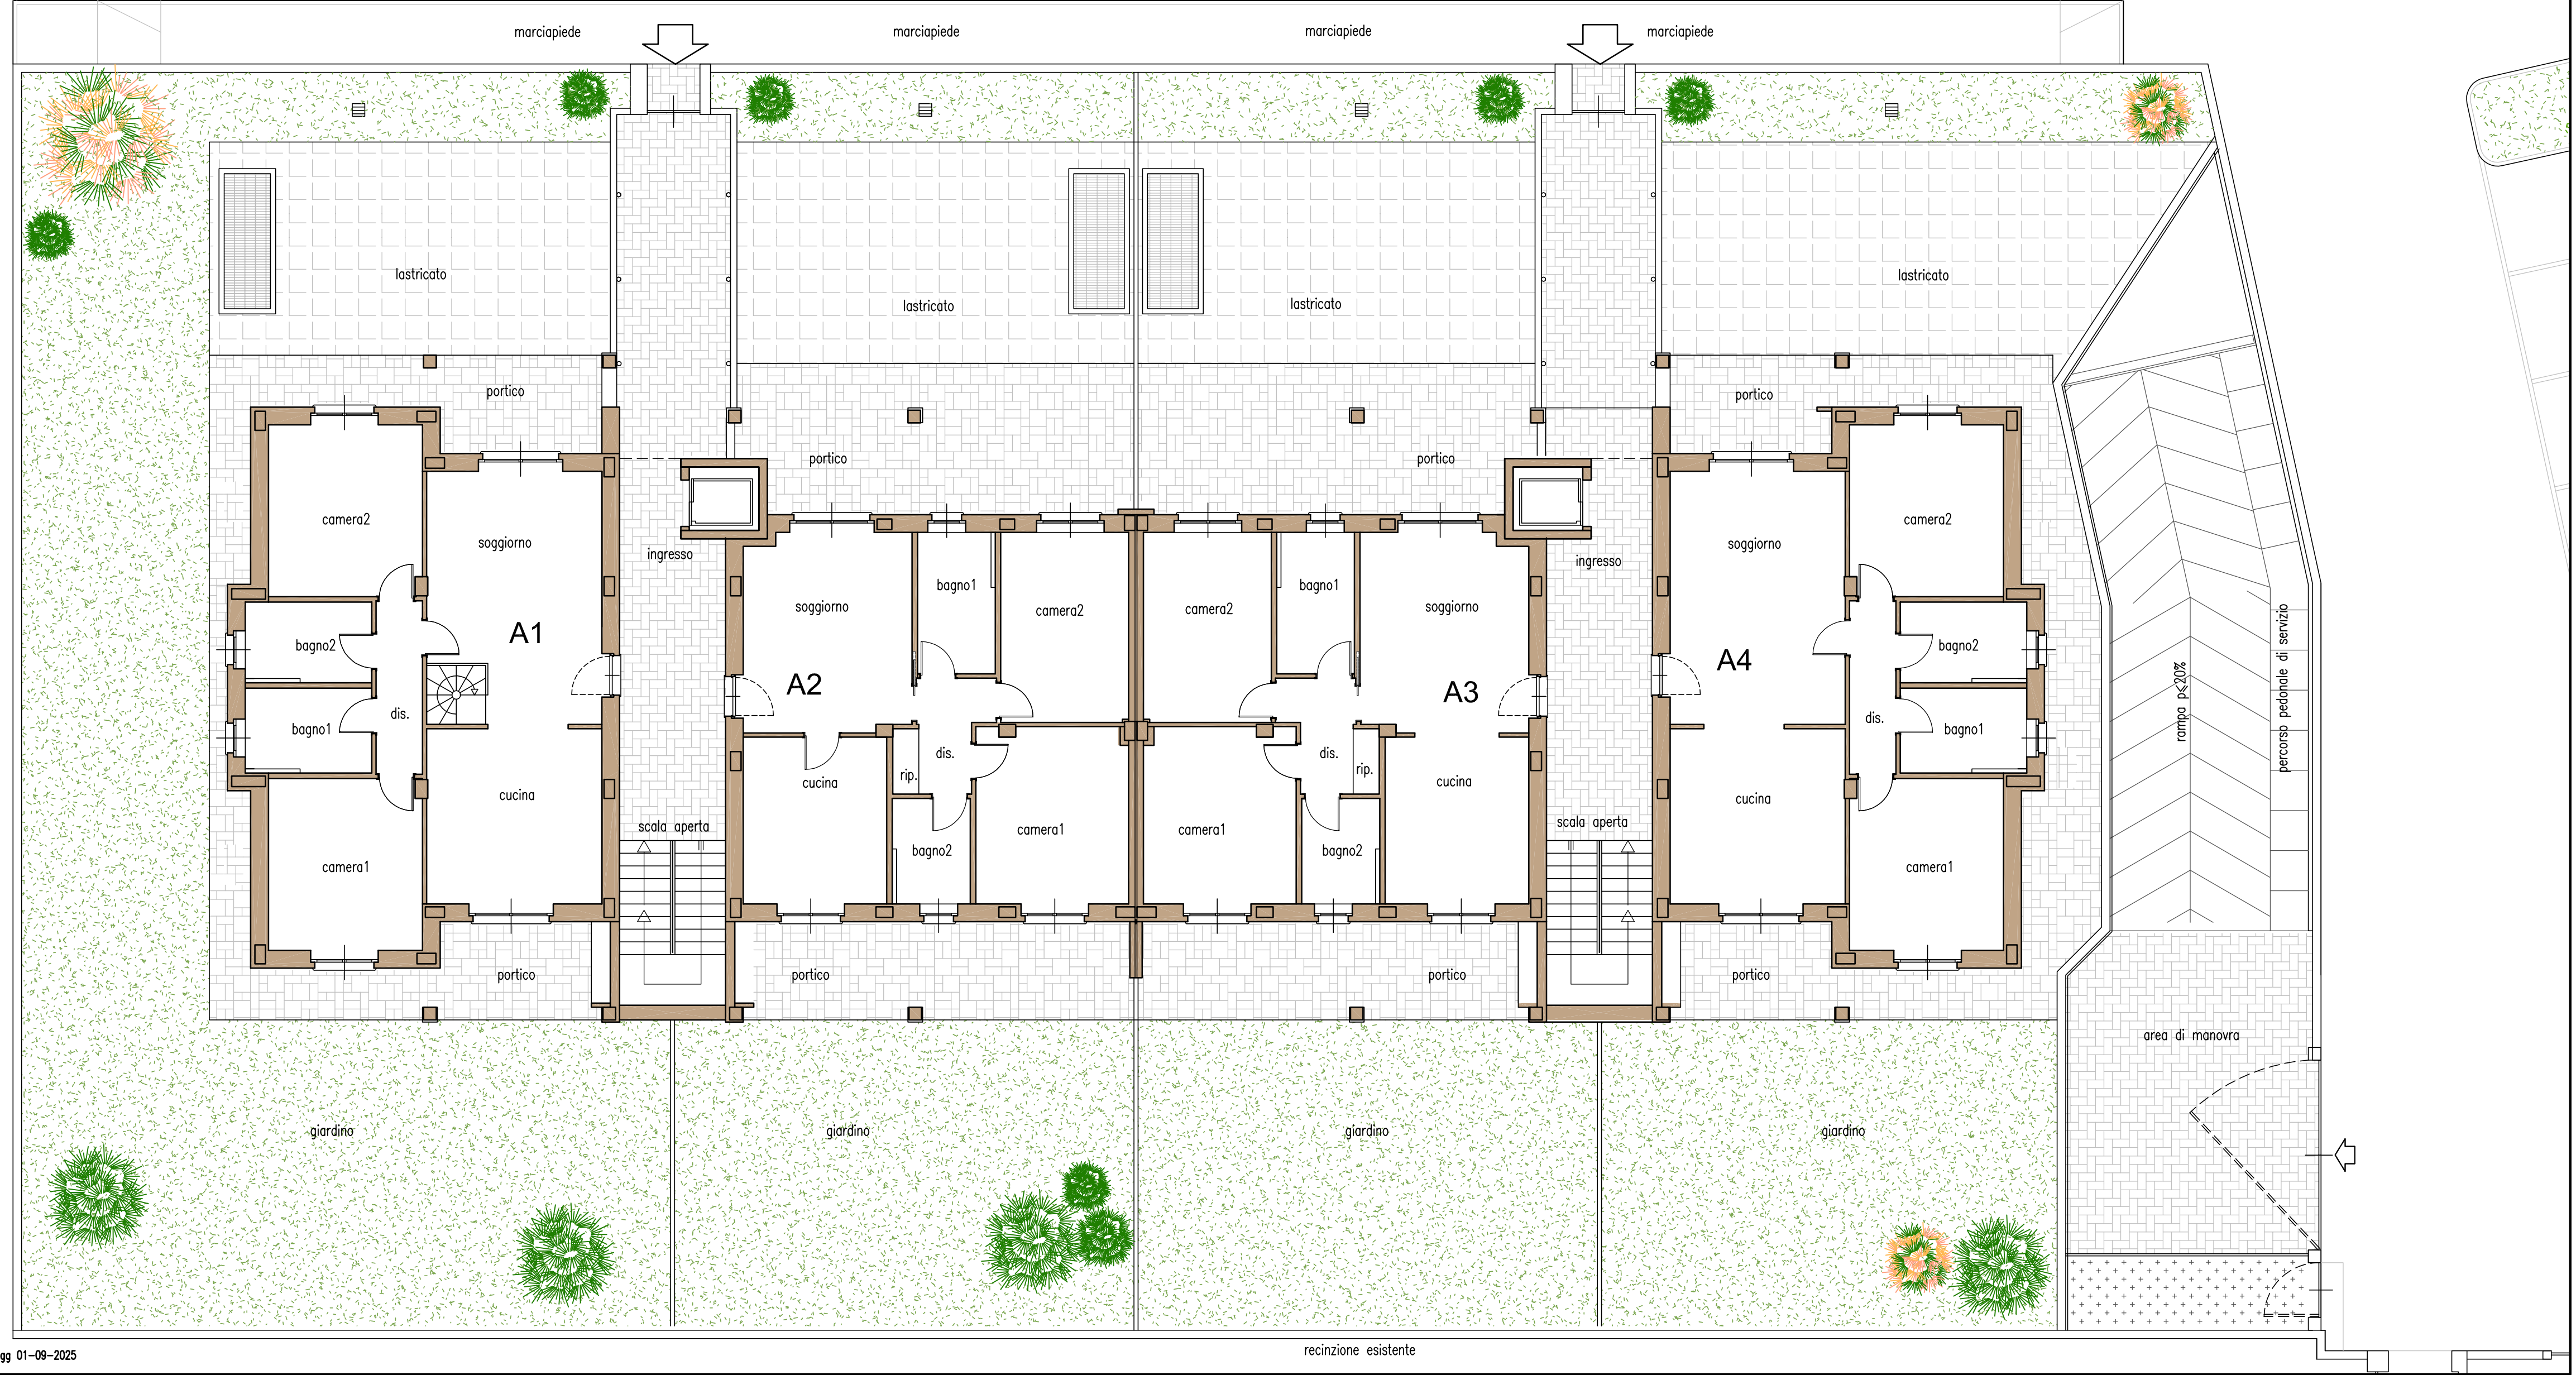 marciapiede
marciapiede
marciapiede
marciapiede
lastricato
lastricato
lastricato
lastricato
portico
portico
portico
portico
camera2
soggiorno
ingresso
soggiorno
bagno1
camera2
camera2
bagno1
soggiorno
ingresso
soggiorno
camera2
A1
A2
A3
A4
bagno2
bagno1
dis.
cucina
camera1
scala aperta
cucina
rip.
dis.
bagno2
camera1
camera1
dis.
rip.
bagno2
cucina
scala aperta
cucina
dis.
bagno2
bagno1
camera1
rampa p≤20%
percorso pedonale di servizio
portico
portico
portico
portico
area di manovra
giardino
giardino
giardino
giardino
recinzione esistente
gg 01-09-2025